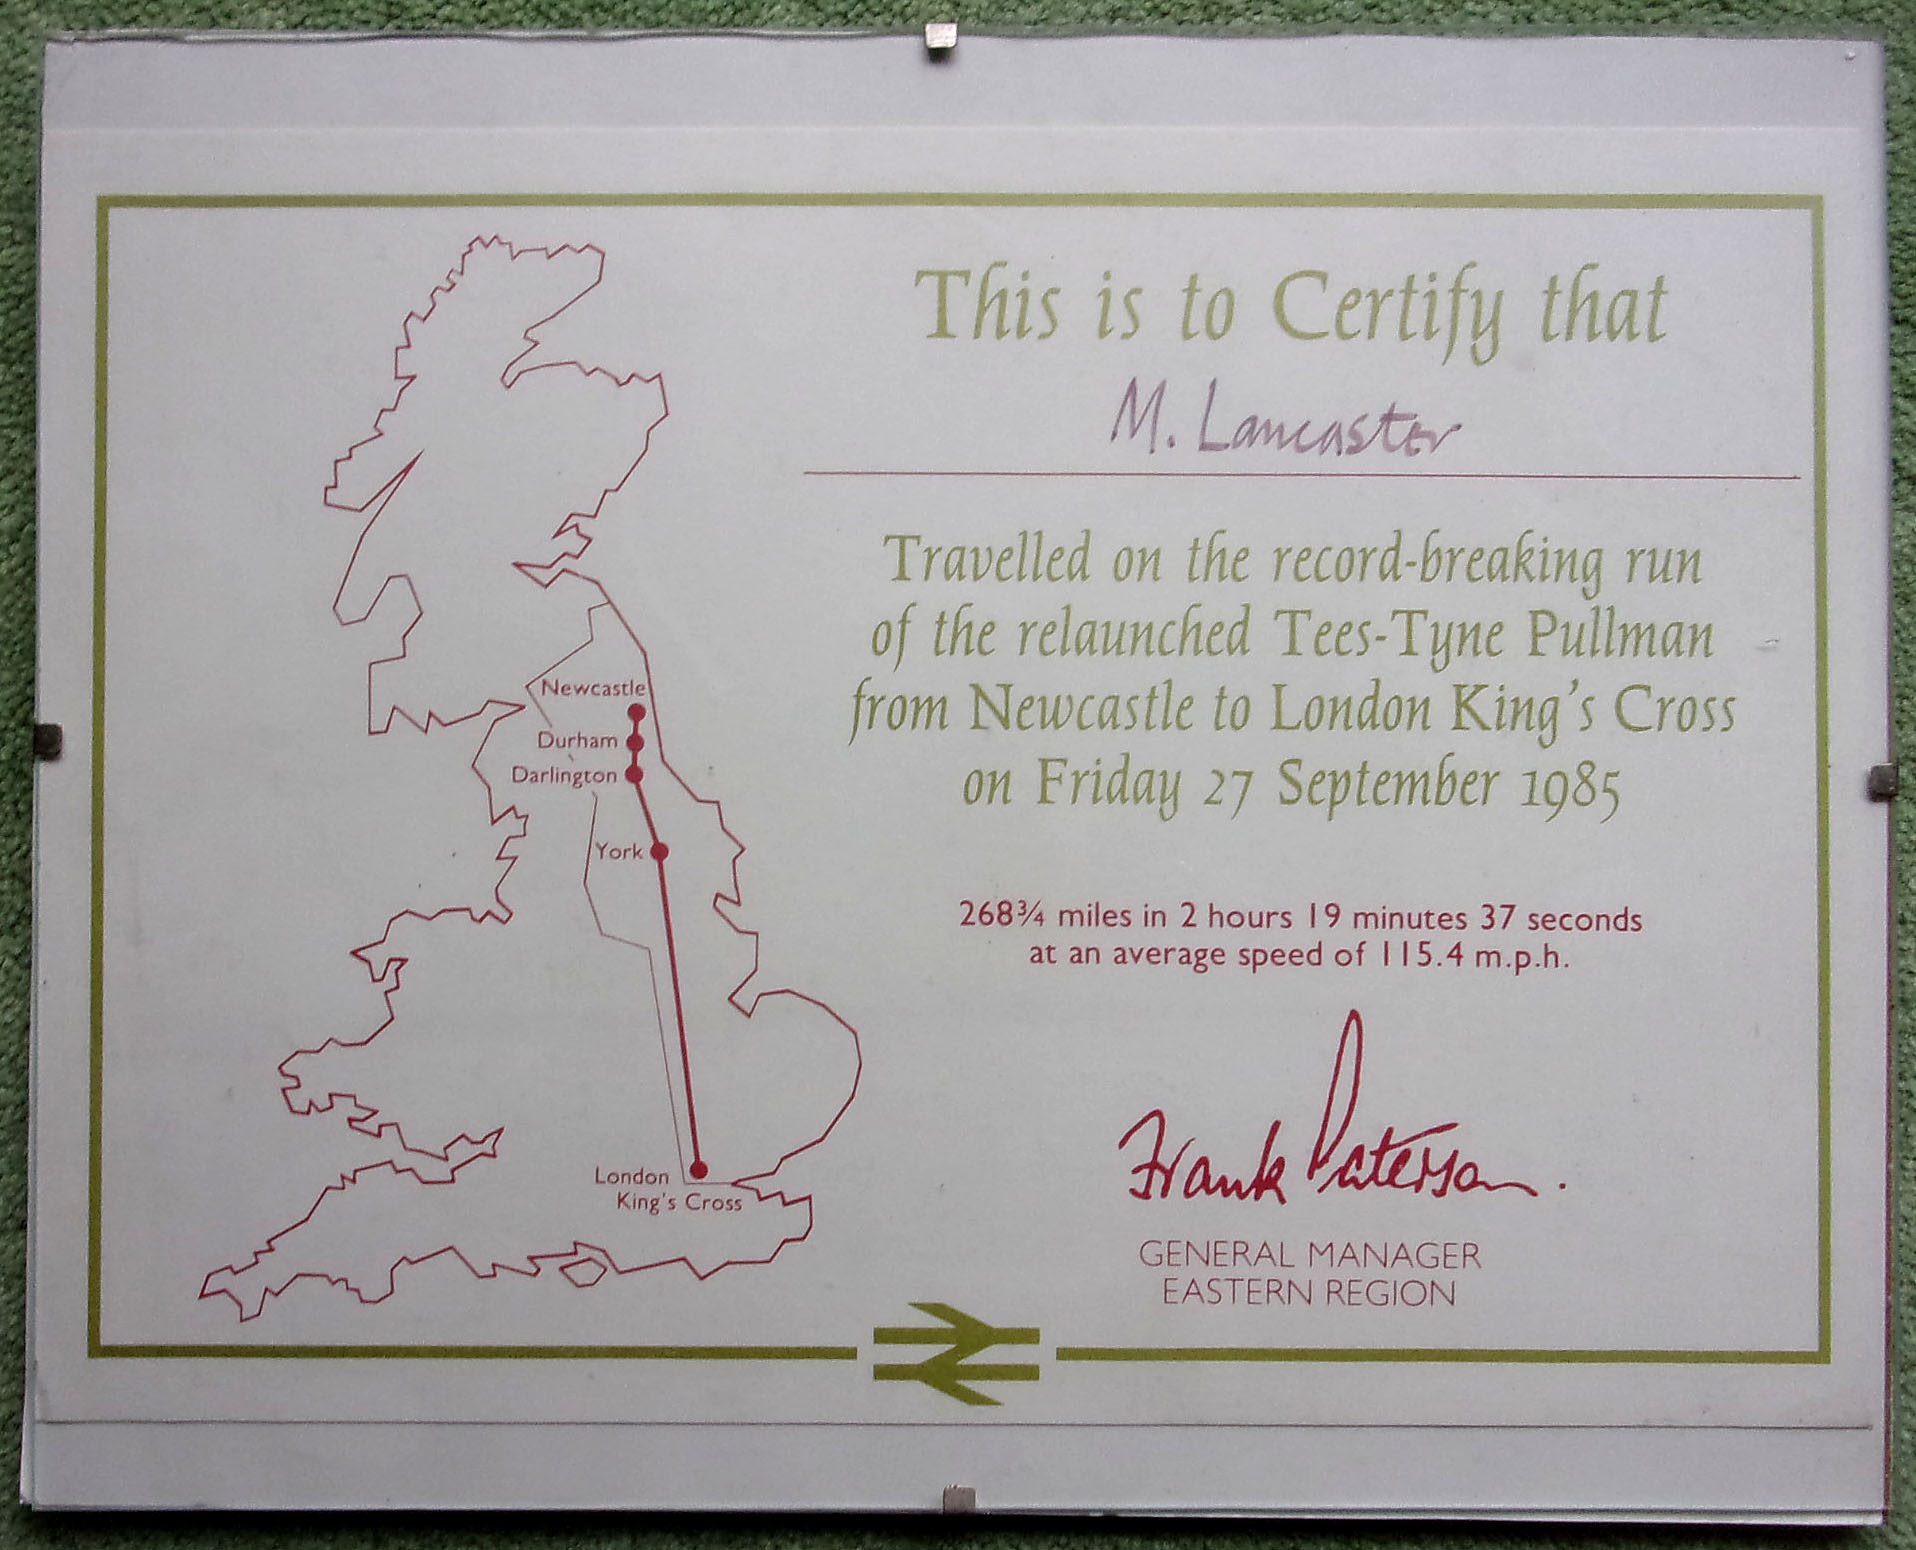 This is to Certify that
M. Lancaster
Travelled on the record-breaking run
of the relaunched Tees-Tyne Pullman
from Newcastle to London King's Cross
on Friday 27 September 1985
268¾ miles in 2 hours 19 minutes 37 seconds
at an average speed of 115.4 m.p.h.
Frank Paterson.
GENERAL MANAGER
EASTERN REGION
Newcastle
Durham
Darlington
York
London
King's Cross